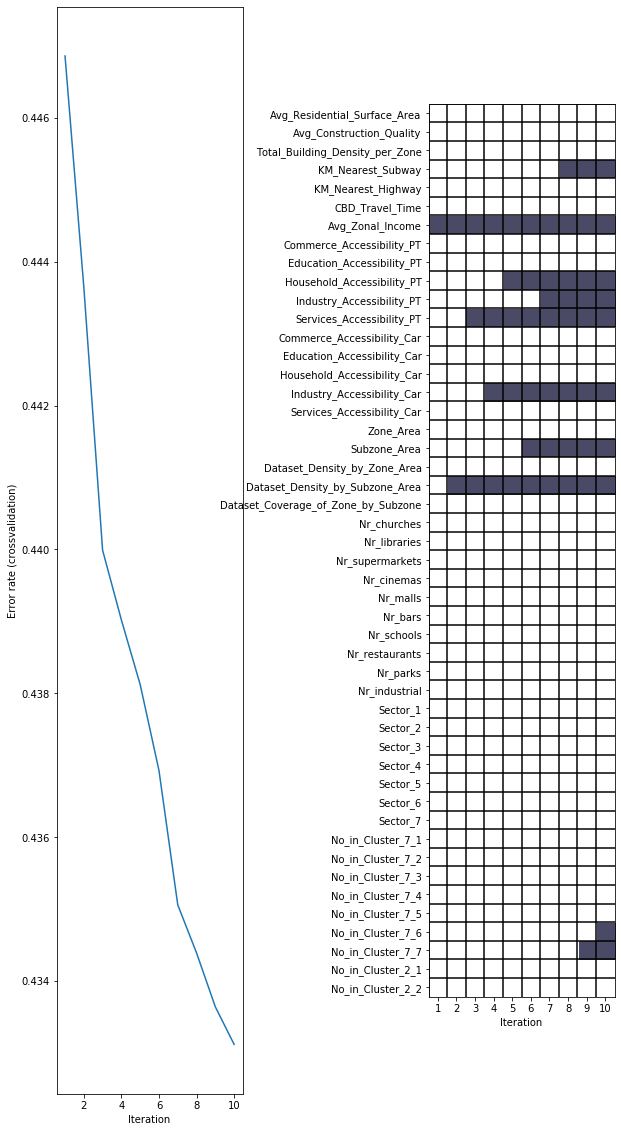 0.446
0.444
0.442
0.440
0.438
0.436
0.434
Error rate (crossvalidation)
2 4 6 8 10
Iteration
Avg_Residential_Surface_Area
Avg_Construction_Quality
Total_Building_Density_per_Zone
KM_Nearest_Subway
KM_Nearest_Highway
CBD_Travel_Time
Avg_Zonal_Income
Commerce_Accessibility_PT
Education_Accessibility_PT
Household_Accessibility_PT
Industry_Accessibility_PT
Services_Accessibility_PT
Commerce_Accessibility_Car
Education_Accessibility_Car
Household_Accessibility_Car
Industry_Accessibility_Car
Services_Accessibility_Car
Zone_Area
Subzone_Area
Dataset_Density_by_Zone_Area
Dataset_Density_by_Subzone_Area
Dataset_Coverage_of_Zone_by_Subzone
Nr_churches
Nr_libraries
Nr_supermarkets
Nr_cinemas
Nr_malls
Nr_bars
Nr_schools
Nr_restaurants
Nr_parks
Nr_industrial
Sector_1
Sector_2
Sector_3
Sector_4
Sector_5
Sector_6
Sector_7
No_in_Cluster_7_1
No_in_Cluster_7_2
No_in_Cluster_7_3
No_in_Cluster_7_4
No_in_Cluster_7_5
No_in_Cluster_7_6
No_in_Cluster_7_7
No_in_Cluster_2_1
No_in_Cluster_2_2
1 2 3 4 5 6 7 8 9 10
Iteration